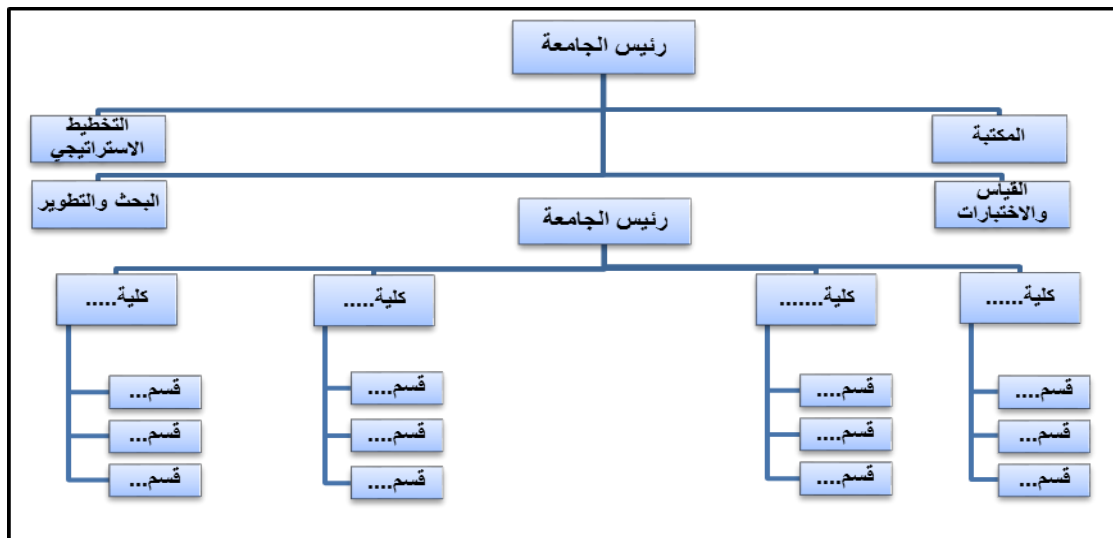 رئيس الجامعة
المكتبة
التخطيط
الاستراتيجي
القياس
والاختبارات
البحث والتطوير
رئيس الجامعة
كلية......
كلية.......
كلية.....
كلية.....
قسم....
قسم....
قسم....
قسم...
قسم...
قسم....
قسم....
قسم...
قسم...
قسم....
قسم....
قسم...